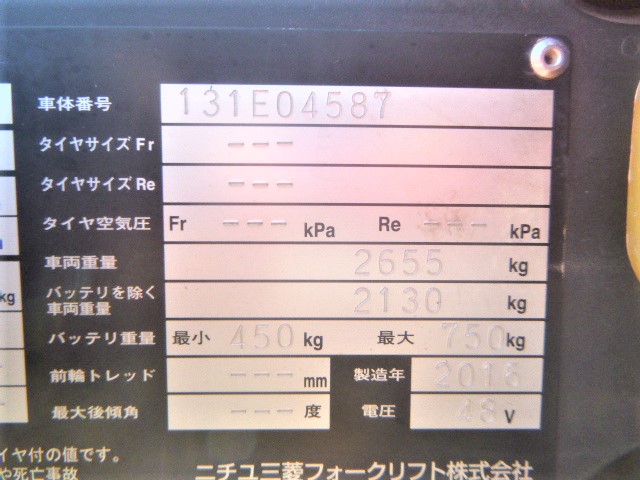 車体番号 131E04587
タイヤサイズ Fr ---
タイヤサイズ Re ---
タイヤ空気圧 Fr --- kPa Re --- kPa
車両重量 2655 kg
バッテリを除く
車両重量 2130 kg
バッテリ重量 最小 450 kg 最大 750 kg
前輪トレッド --- mm 製造年 2016
最大後傾角 --- 度 電圧 48 V
kg
イヤ付の値です。
や死亡事故
ニチユ三菱フォークリフト株式会社